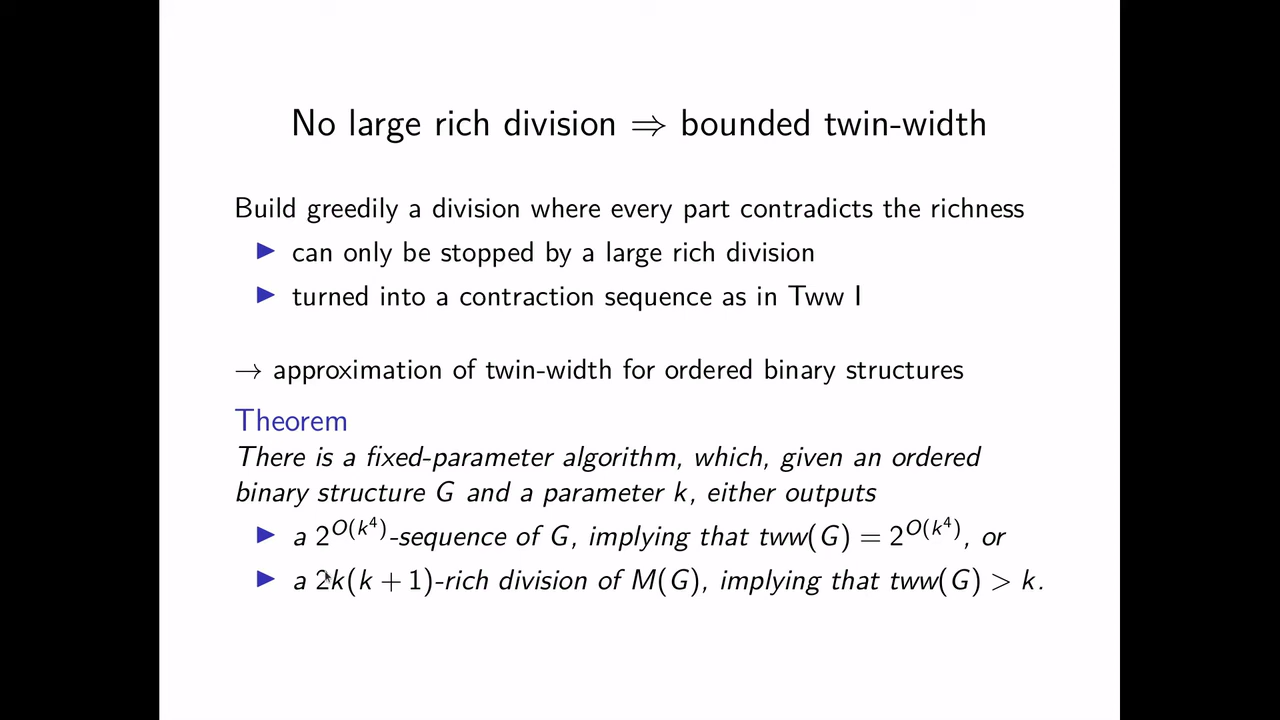 No large rich division ⇒ bounded twin-width
Build greedily a division where every part contradicts the richness
▶ can only be stopped by a large rich division
▶ turned into a contraction sequence as in Tww I
→ approximation of twin-width for ordered binary structures
Theorem
There is a fixed-parameter algorithm, which, given an ordered
binary structure G and a parameter k, either outputs
▶ a 2^{O(k^4)}-sequence of G, implying that tww(G) = 2^{O(k^4)}, or
▶ a 2k(k + 1)-rich division of M(G), implying that tww(G) > k.